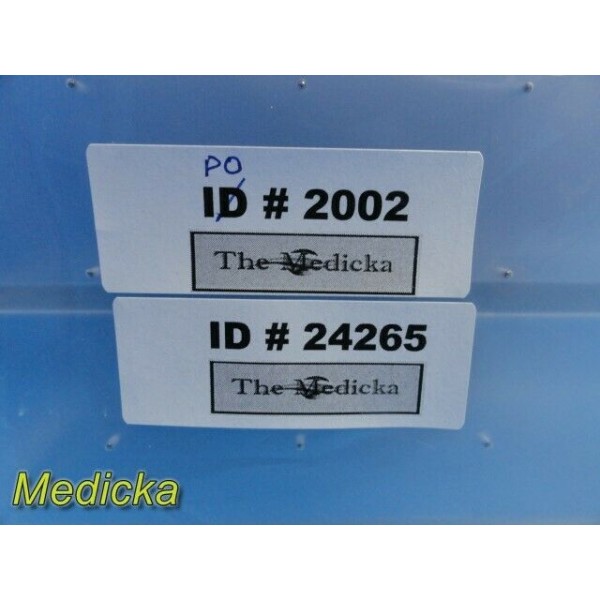 PO
ID # 2002
The Medicka
ID # 24265
The Medicka
Medicka